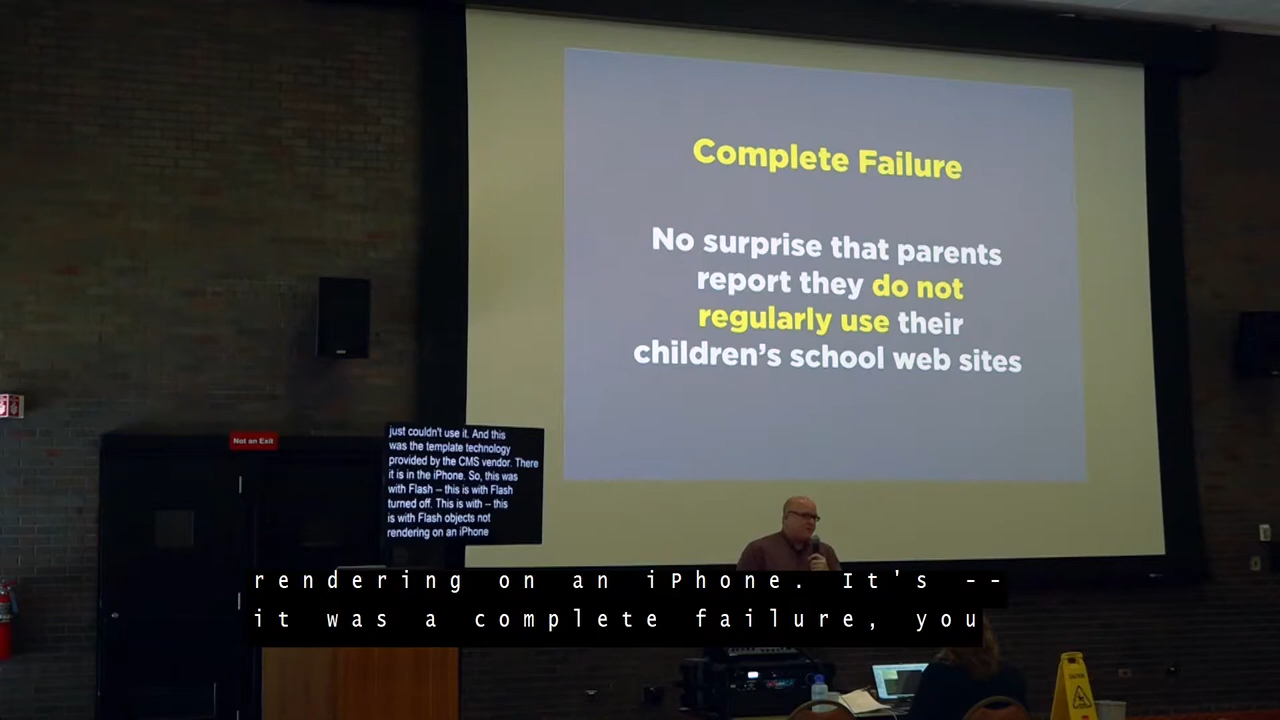 Complete Failure
No surprise that parents
report they do not
regularly use their
children's school web sites
Not an Exit
just couldn't use it. And this
was the template technology
provided by the CMS vendor. There
it is in the iPhone. So, this was
with Flash -- this is with Flash
turned off. This is with -- this
is with Flash objects not
rendering on an iPhone
rendering on an iPhone. It's --
it was a complete failure, you
CAUTION